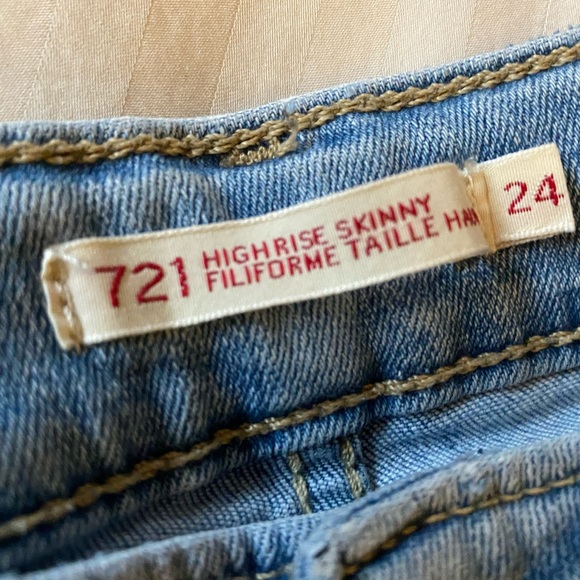 721 HIGH RISE SKINNY
FILIFORME TAILLE
24